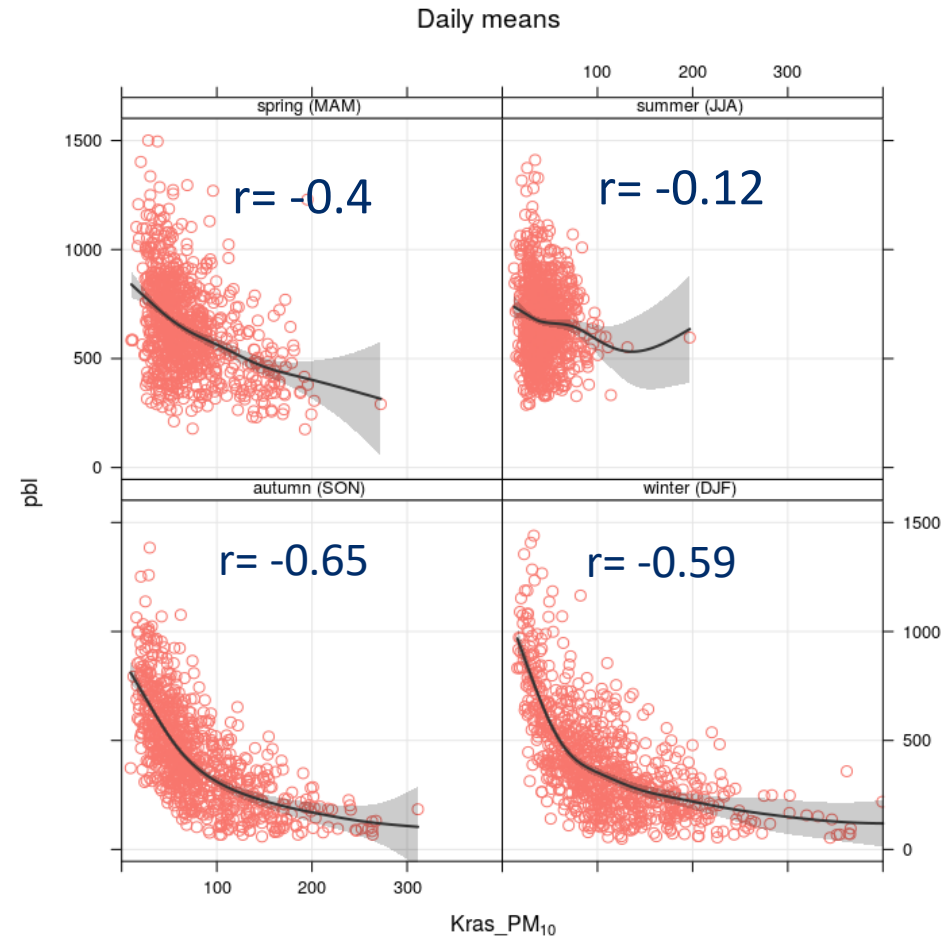 Daily means
100 200 300
spring (MAM) summer (JJA)
1500
r= -0.4 r= -0.12
1000
500
0
pbl
autumn (SON) winter (DJF)
1500
r= -0.65 r= -0.59
1000
500
0
100 200 300
Kras_PM₁₀